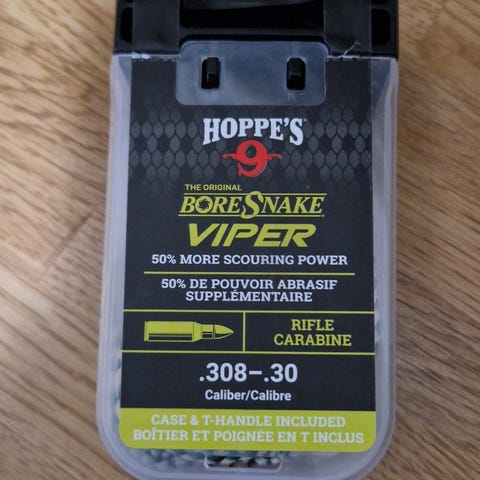 HOPPE'S
9
THE ORIGINAL
BORESNAKE
VIPER
50% MORE SCOURING POWER
50% DE POUVOIR ABRASIF
SUPPLÉMENTAIRE
RIFLE
CARABINE
.308–.30
Caliber/Calibre
CASE & T-HANDLE INCLUDED
BOÎTIER ET POIGNÉE EN T INCLUS